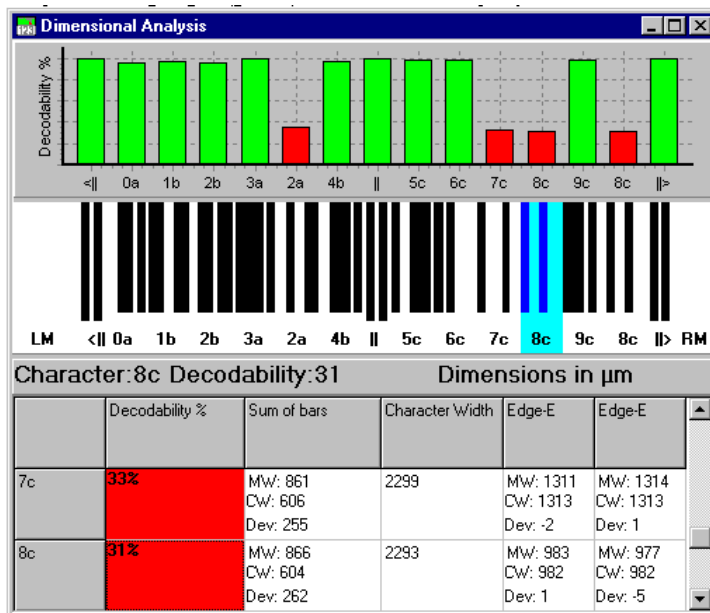 123 Dimensional Analysis
Decodability %
<|| 0a 1b 2b 3a 2a 4b || 5c 6c 7c 8c 9c 8c ||>
LM <|| 0a 1b 2b 3a 2a 4b || 5c 6c 7c 8c 9c 8c ||> RM
Character:8c Decodability:31 Dimensions in µm
Decodability % Sum of bars Character Width Edge-E Edge-E
7c 33% MW: 861 2299 MW: 1311 MW: 1314
CW: 606 CW: 1313 CW: 1313
Dev: 255 Dev: -2 Dev: 1
8c 31% MW: 866 2293 MW: 983 MW: 977
CW: 604 CW: 982 CW: 982
Dev: 262 Dev: 1 Dev: -5